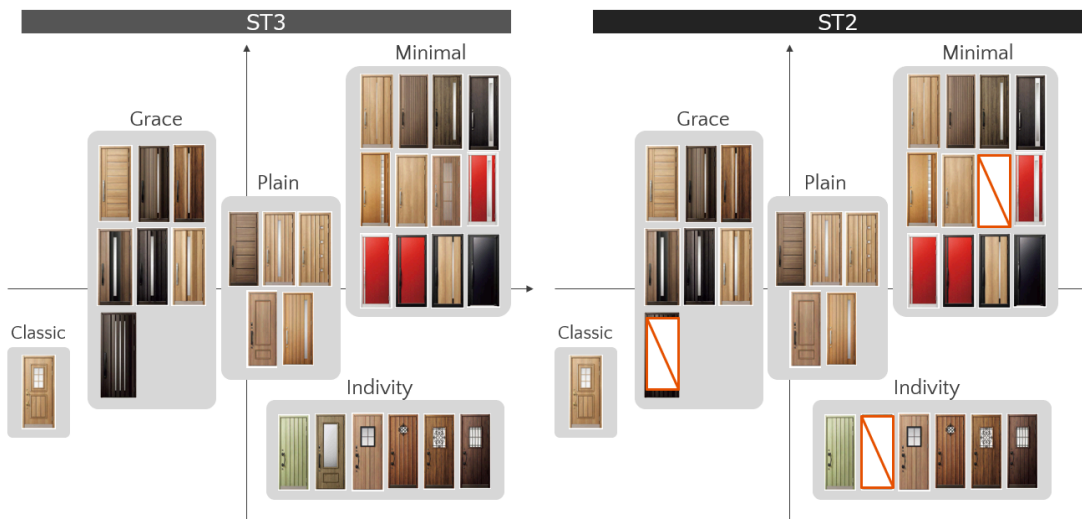 ST3
Minimal
Grace
Plain
Classic
Indivity
ST2
Minimal
Grace
Plain
Classic
Indivity